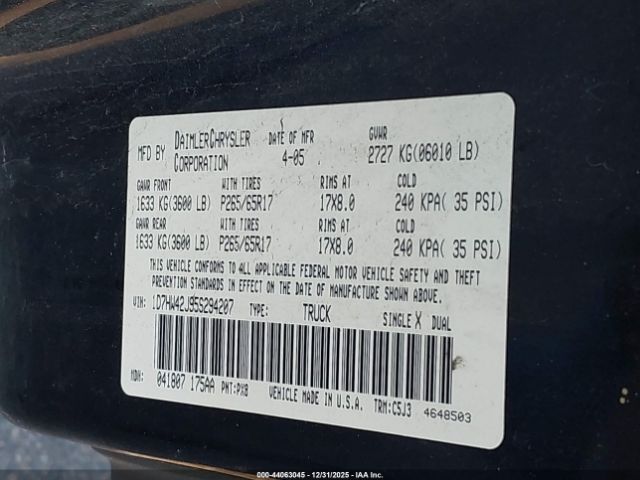 MFD BY DAIMLERCHRYSLER CORPORATION DATE OF MFR 4-05 GVWR 2727 KG(06010 LB)
GAWR FRONT WITH TIRES RIMS AT COLD
1633 KG(3600 LB) P265/65R17 17X8.0 240 KPA( 35 PSI)
GAWR REAR WITH TIRES RIMS AT COLD
1633 KG(3600 LB) P265/65R17 17X8.0 240 KPA( 35 PSI)
THIS VEHICLE CONFORMS TO ALL APPLICABLE FEDERAL MOTOR VEHICLE SAFETY AND THEFT
PREVENTION STANDARDS IN EFFECT ON THE DATE OF MANUFACTURE SHOWN ABOVE.
VIN: 1D7HW42J95S294207 TYPE: TRUCK SINGLE X DUAL
MDH: 041807 175AA PNT:PXB VEHICLE MADE IN U.S.A. TRM:C5J3 4648503
000-44063045 - 12/31/2025 - IAA Inc.